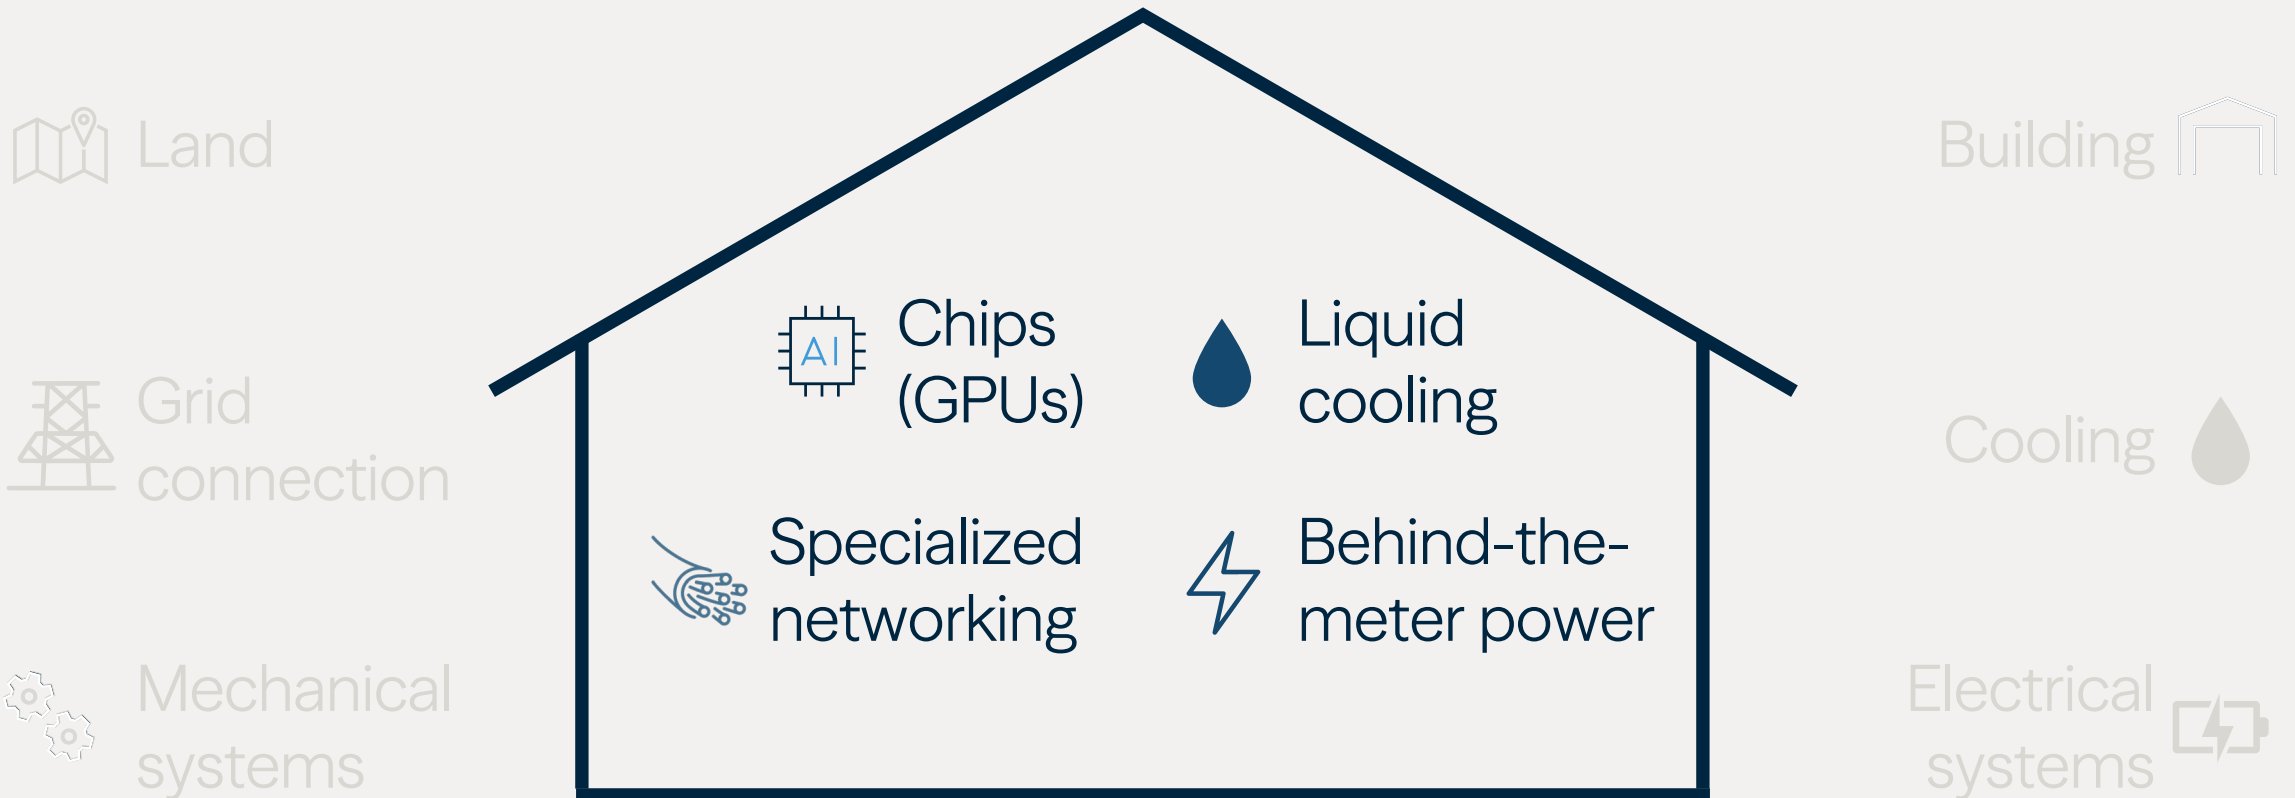 Land
Grid
connection
Mechanical
systems
AI
Chips
(GPUs)
Liquid
cooling
Specialized
networking
Behind-the-
meter power
Building
Cooling
Electrical
systems